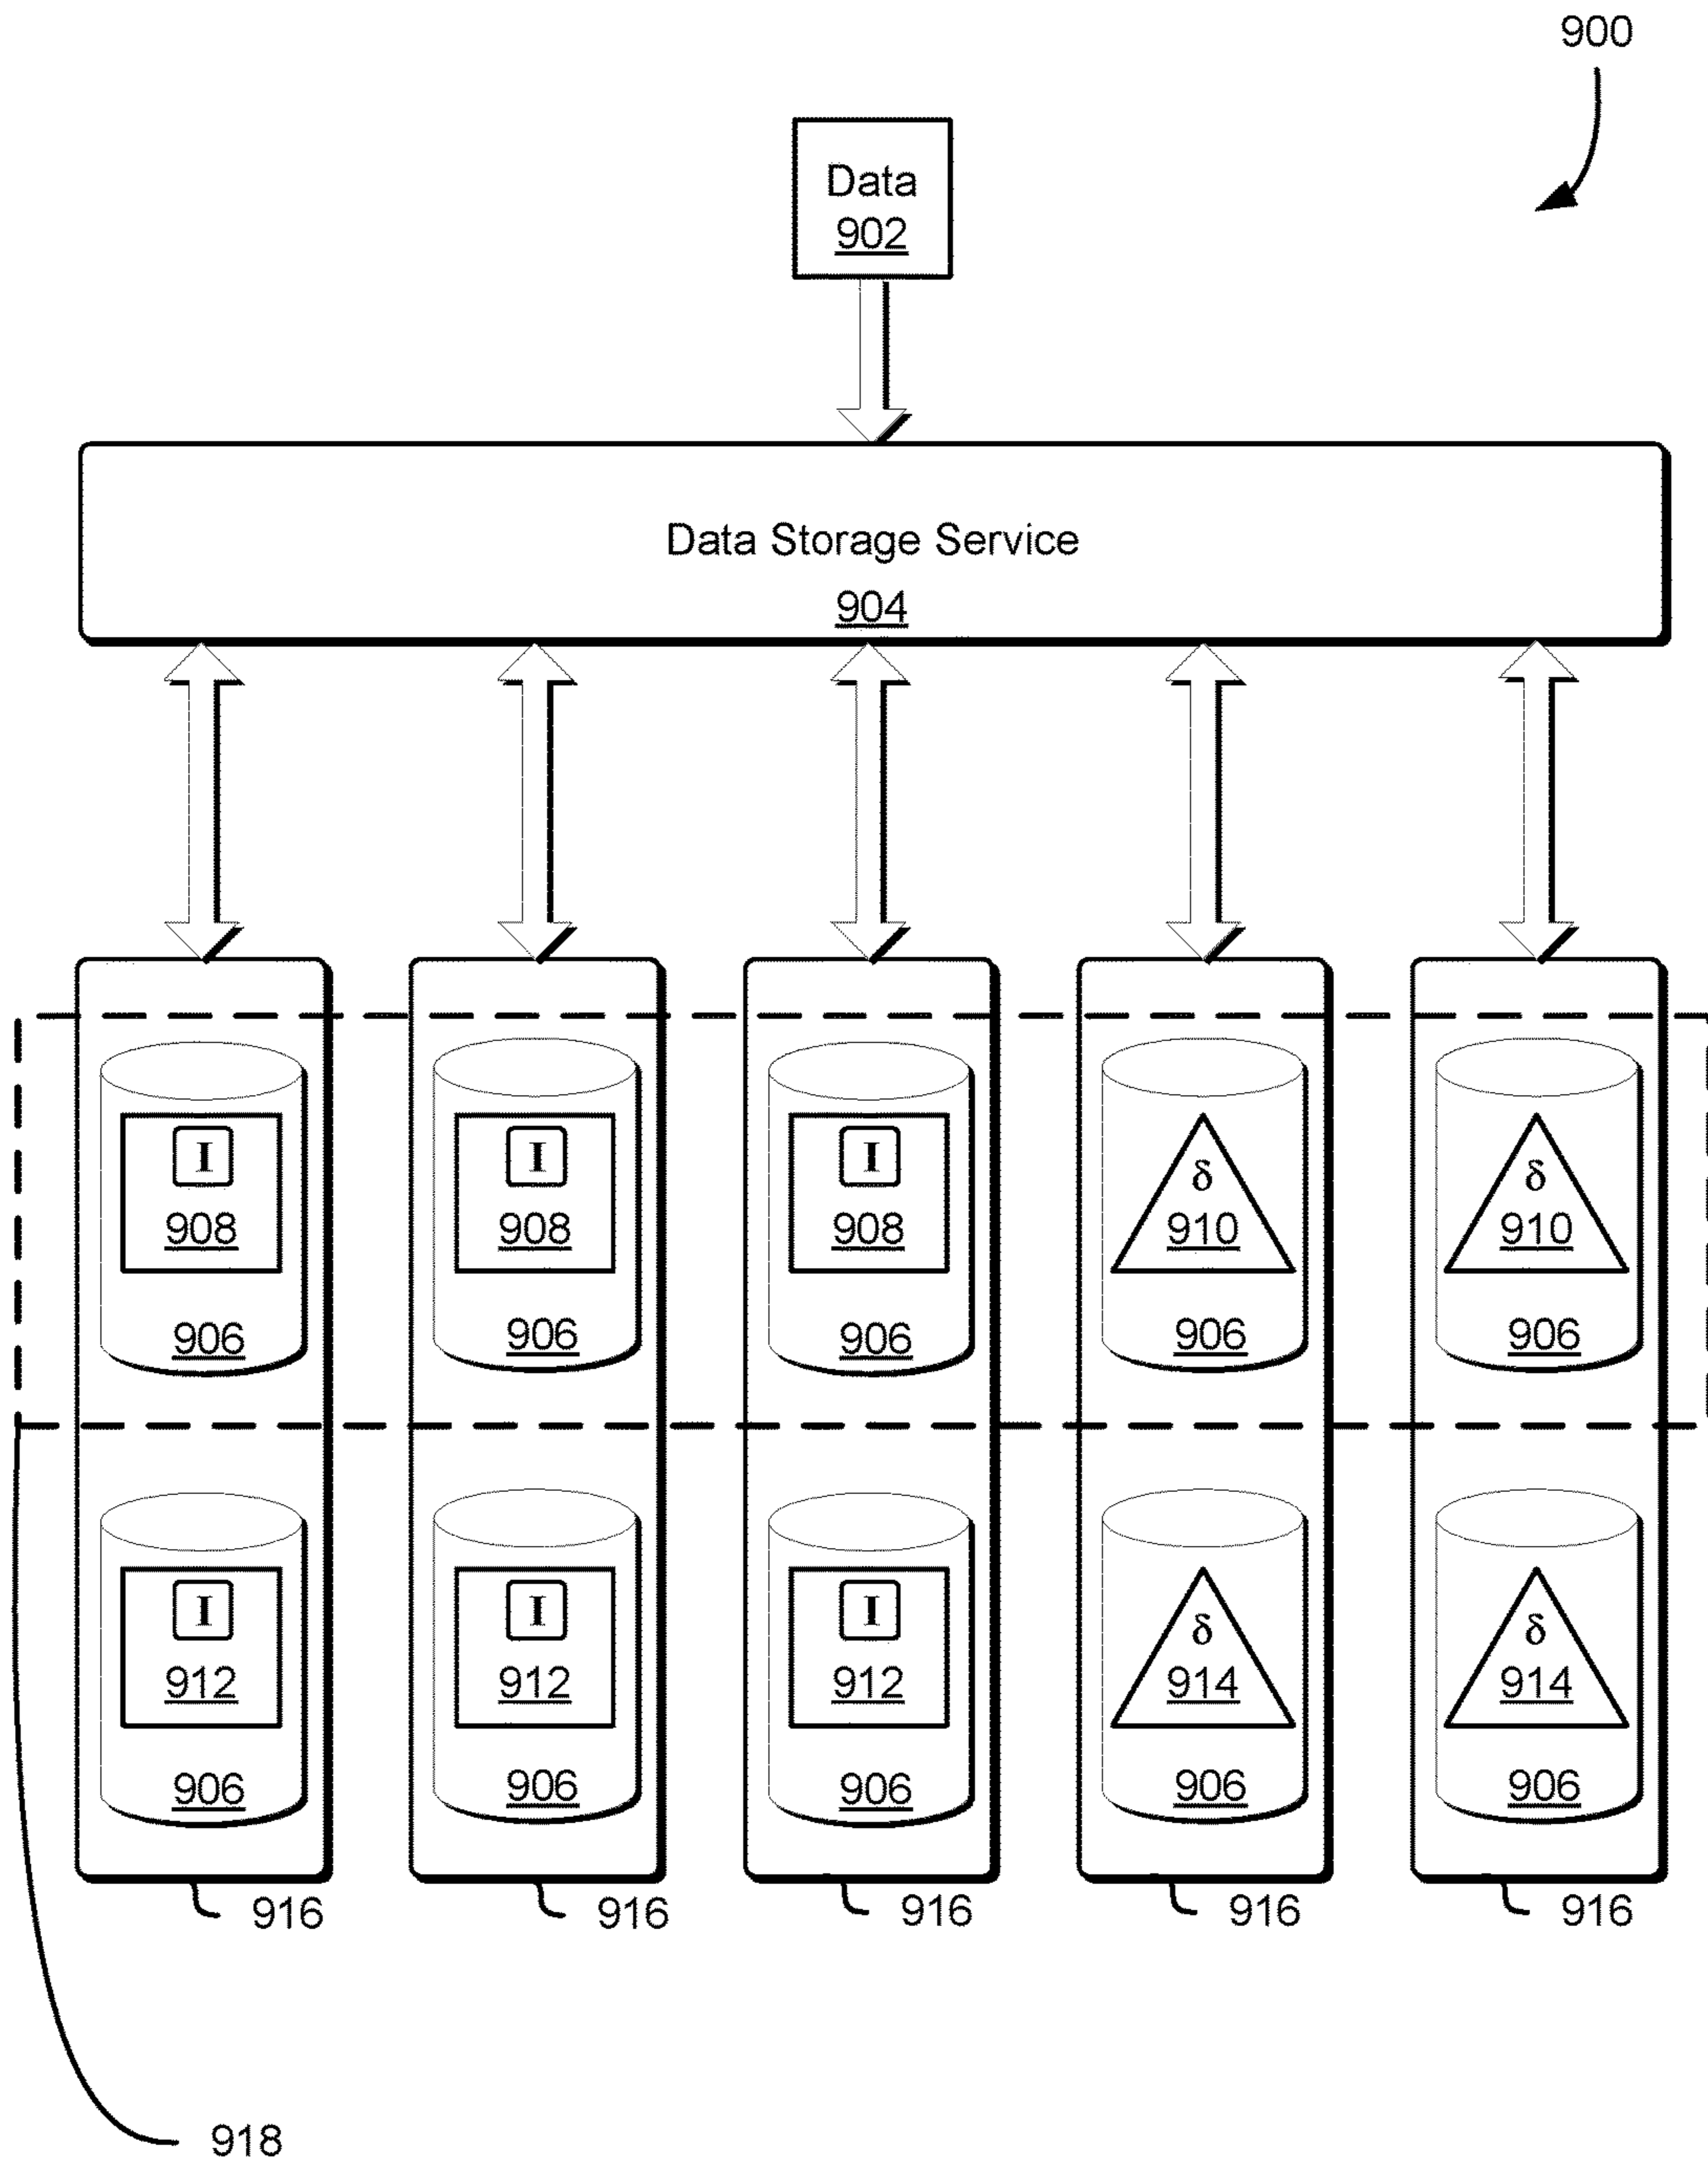 900
Data
902
Data Storage Service
904
I I I δ δ
908 908 908 910 910
906 906 906 906 906
I I I δ δ
912 912 912 914 914
906 906 906 906 906
916 916 916 916 916
918